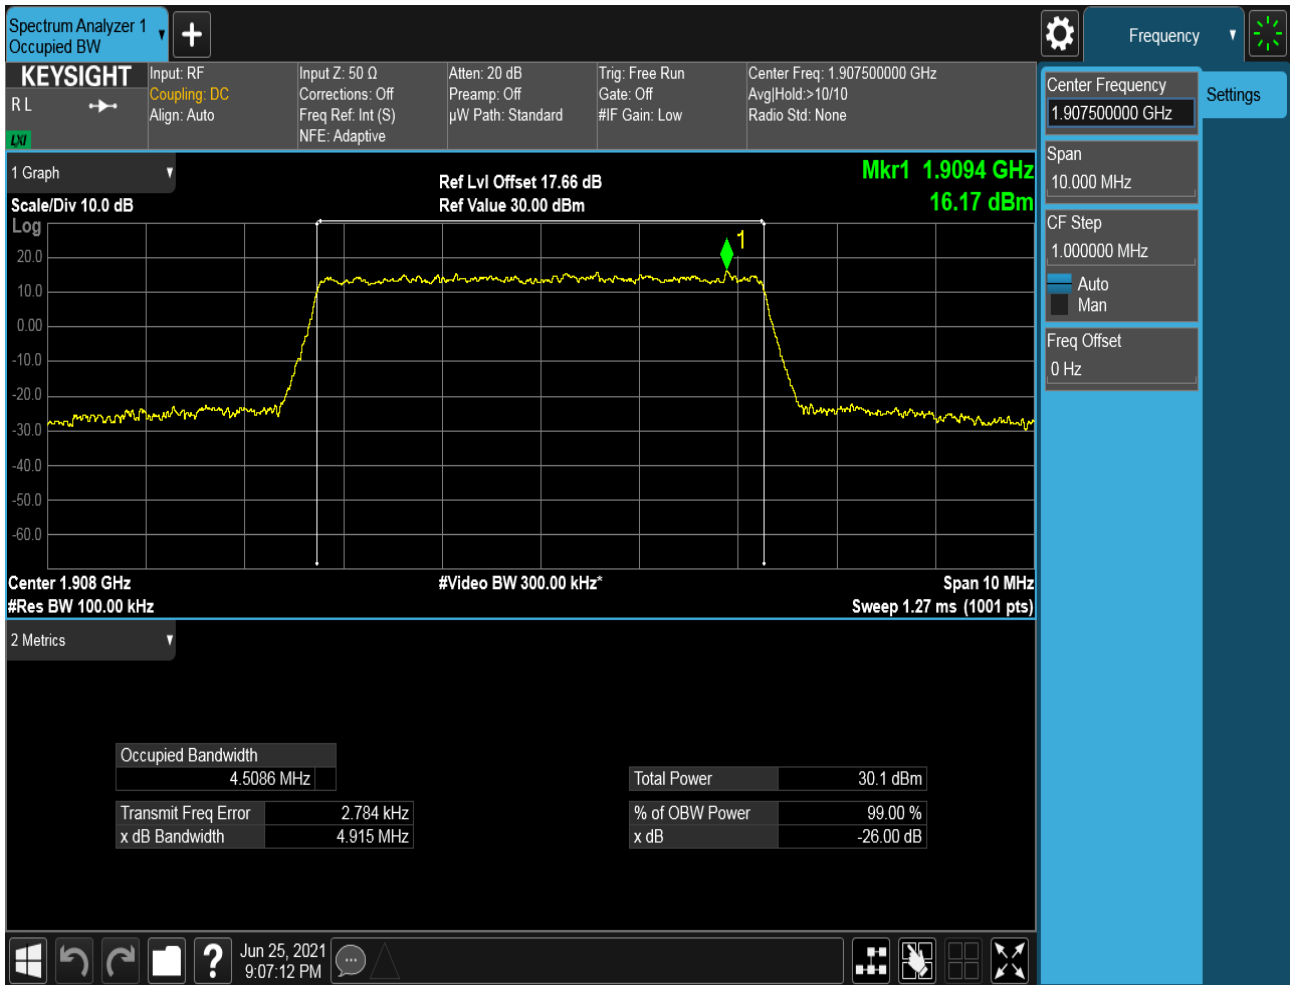 Spectrum Analyzer 1
Occupied BW
Frequency
KEYSIGHT
R L
LXI
Input: RF
Coupling: DC
Align: Auto
Input Z: 50 Ω
Corrections: Off
Freq Ref: Int (S)
NFE: Adaptive
Atten: 20 dB
Preamp: Off
µW Path: Standard
Trig: Free Run
Gate: Off
#IF Gain: Low
Center Freq: 1.907500000 GHz
Avg|Hold:>10/10
Radio Std: None
Center Frequency
1.907500000 GHz
Settings
Span
10.000 MHz
CF Step
1.000000 MHz
Auto
Man
Freq Offset
0 Hz
1 Graph
Scale/Div 10.0 dB
Ref Lvl Offset 17.66 dB
Ref Value 30.00 dBm
Mkr1 1.9094 GHz
16.17 dBm
Log
1
20.0
10.0
0.00
-10.0
-20.0
-30.0
-40.0
-50.0
-60.0
Center 1.908 GHz
#Video BW 300.00 kHz*
Span 10 MHz
#Res BW 100.00 kHz
Sweep 1.27 ms (1001 pts)
2 Metrics
Occupied Bandwidth
4.5086 MHz
Transmit Freq Error 2.784 kHz
x dB Bandwidth 4.915 MHz
Total Power 30.1 dBm
% of OBW Power 99.00 %
x dB -26.00 dB
?
Jun 25, 2021
9:07:12 PM